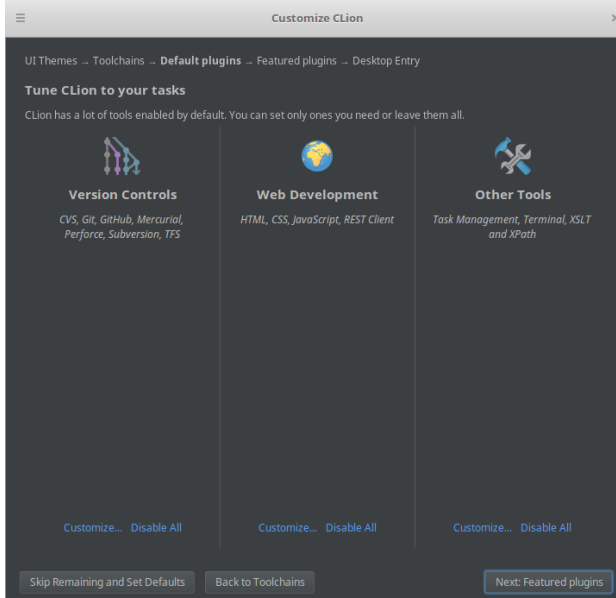 Customize CLion
UI Themes → Toolchains → Default plugins → Featured plugins → Desktop Entry
Tune CLion to your tasks
CLion has a lot of tools enabled by default. You can set only ones you need or leave them all.
Version Controls
CVS, Git, GitHub, Mercurial,
Perforce, Subversion, TFS
Web Development
HTML, CSS, JavaScript, REST Client
Other Tools
Task Management, Terminal, XSLT
and XPath
Customize... Disable All
Customize... Disable All
Customize... Disable All
Skip Remaining and Set Defaults
Back to Toolchains
Next: Featured plugins